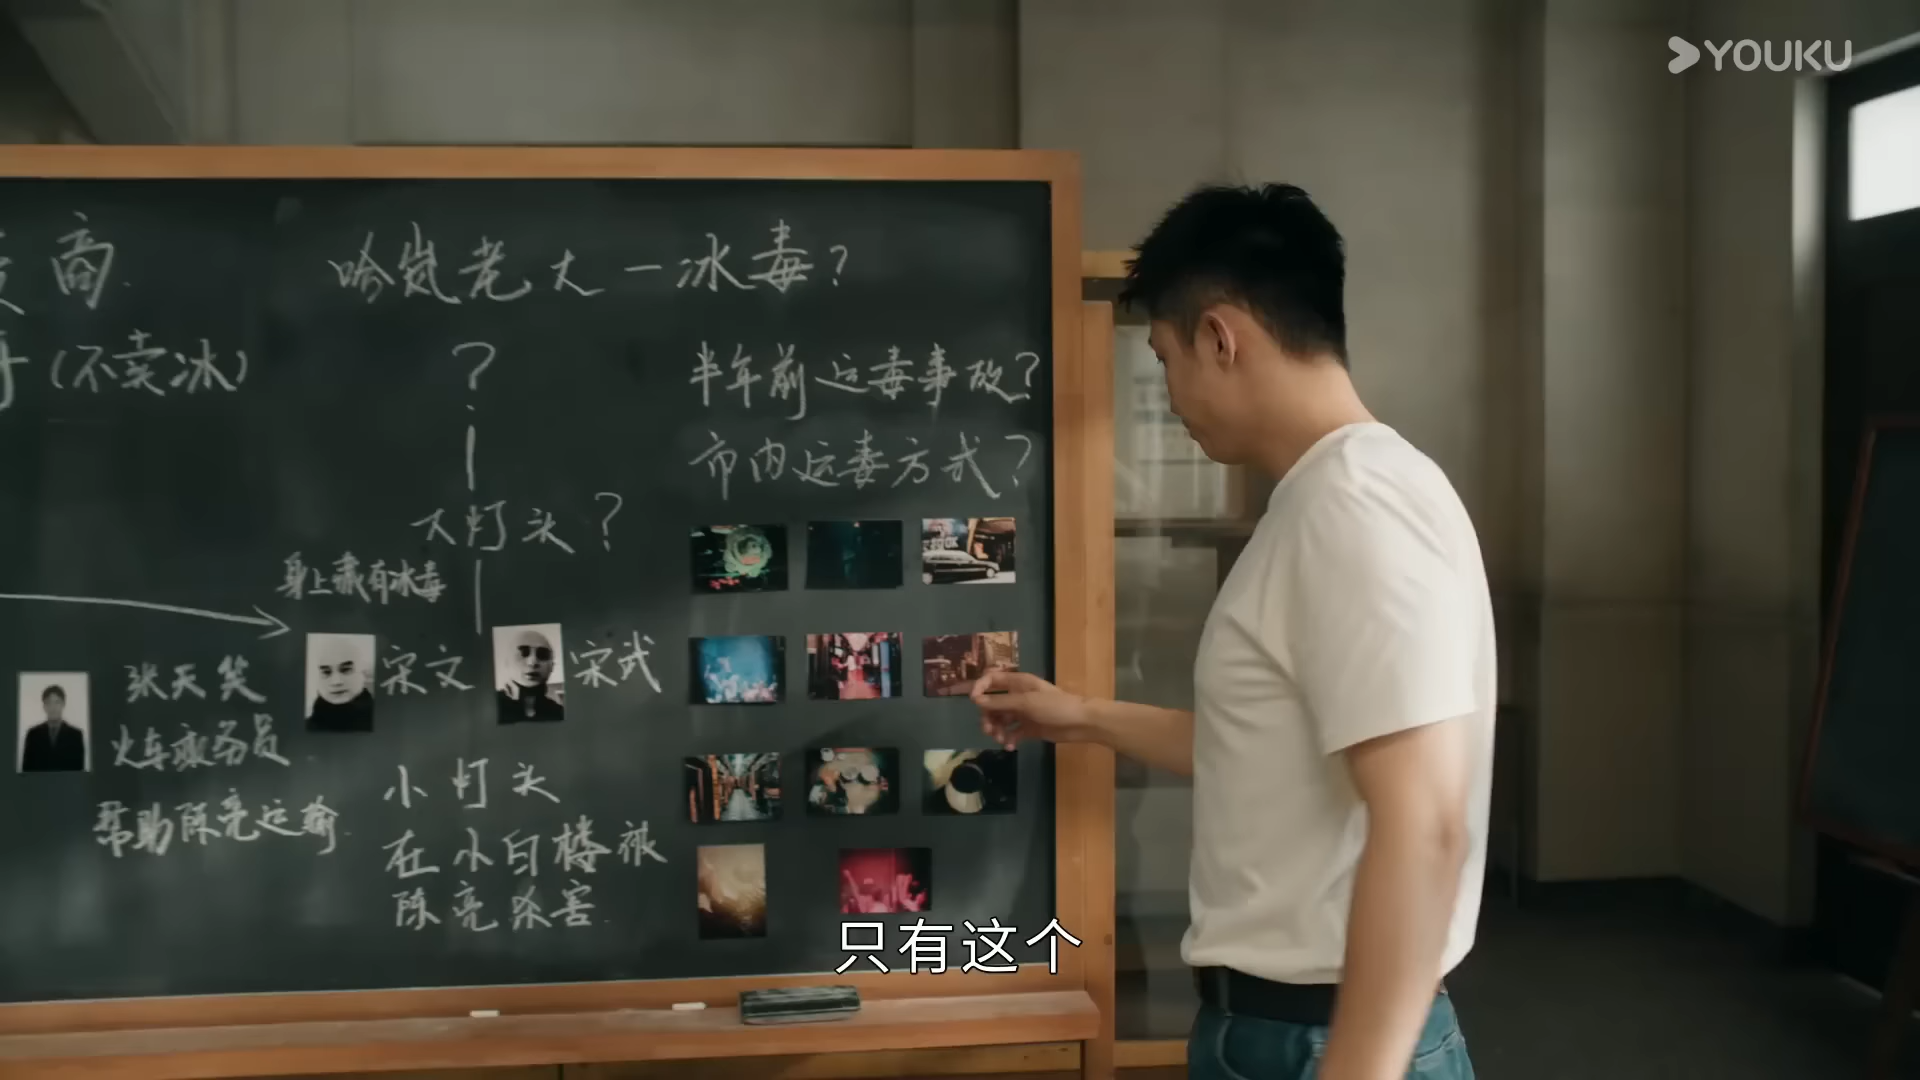 YOUKU
商
哈岚老大一冰毒?
(不卖冰)
?
半年前运毒事故?
市内运毒方式?
大灯头?
身上藏有冰毒
宋文
宋武
张天笑
火车乘务员
帮助陈亮运输
小灯头
在小白楼被
陈亮杀害
只有这个